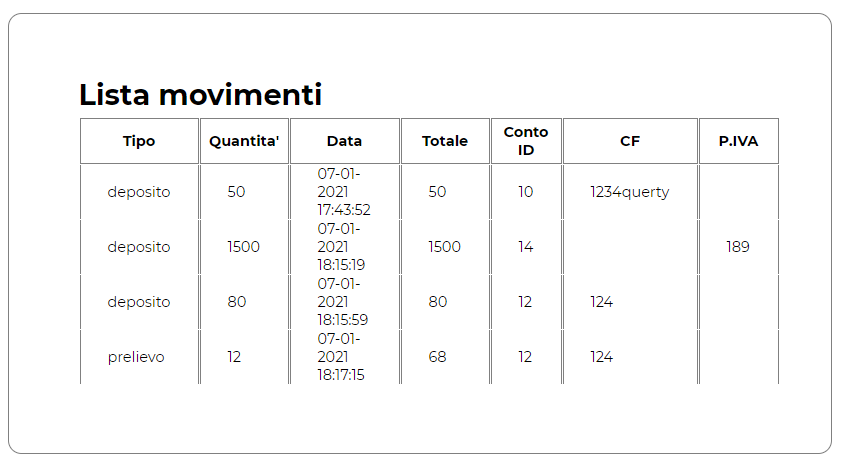 Lista movimenti
Tipo Quantita' Data Totale Conto ID CF P.IVA
deposito 50 07-01-2021 17:43:52 50 10 1234querty
deposito 1500 07-01-2021 18:15:19 1500 14 189
deposito 80 07-01-2021 18:15:59 80 12 124
prelievo 12 07-01-2021 18:17:15 68 12 124